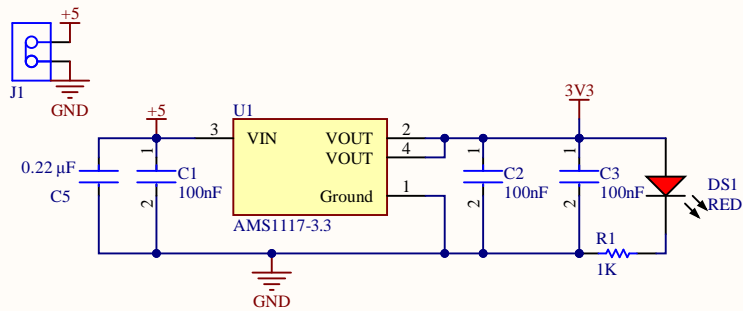 +5
J1
GND
+5
U1
3V3
3
VIN
VOUT
2
VOUT
4
Ground
1
AMS1117-3.3
0.22 µF
C5
1
C1
100nF
2
1
C2
100nF
2
1
C3
100nF
2
DS1
RED
R1
1K
GND